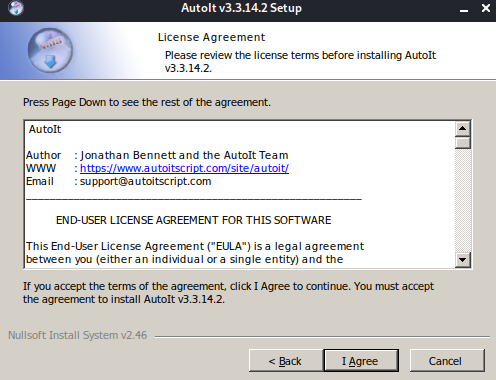 AutoIt v3.3.14.2 Setup
License Agreement
Please review the license terms before installing AutoIt
v3.3.14.2.
Press Page Down to see the rest of the agreement.
AutoIt
Author : Jonathan Bennett and the AutoIt Team
WWW : https://www.autoitscript.com/site/autoit/
Email : support@autoitscript.com
END-USER LICENSE AGREEMENT FOR THIS SOFTWARE
This End-User License Agreement ("EULA") is a legal agreement
between you (either an individual or a single entity) and the
If you accept the terms of the agreement, click I Agree to continue. You must accept
the agreement to install AutoIt v3.3.14.2.
Nullsoft Install System v2.46
< Back
I Agree
Cancel